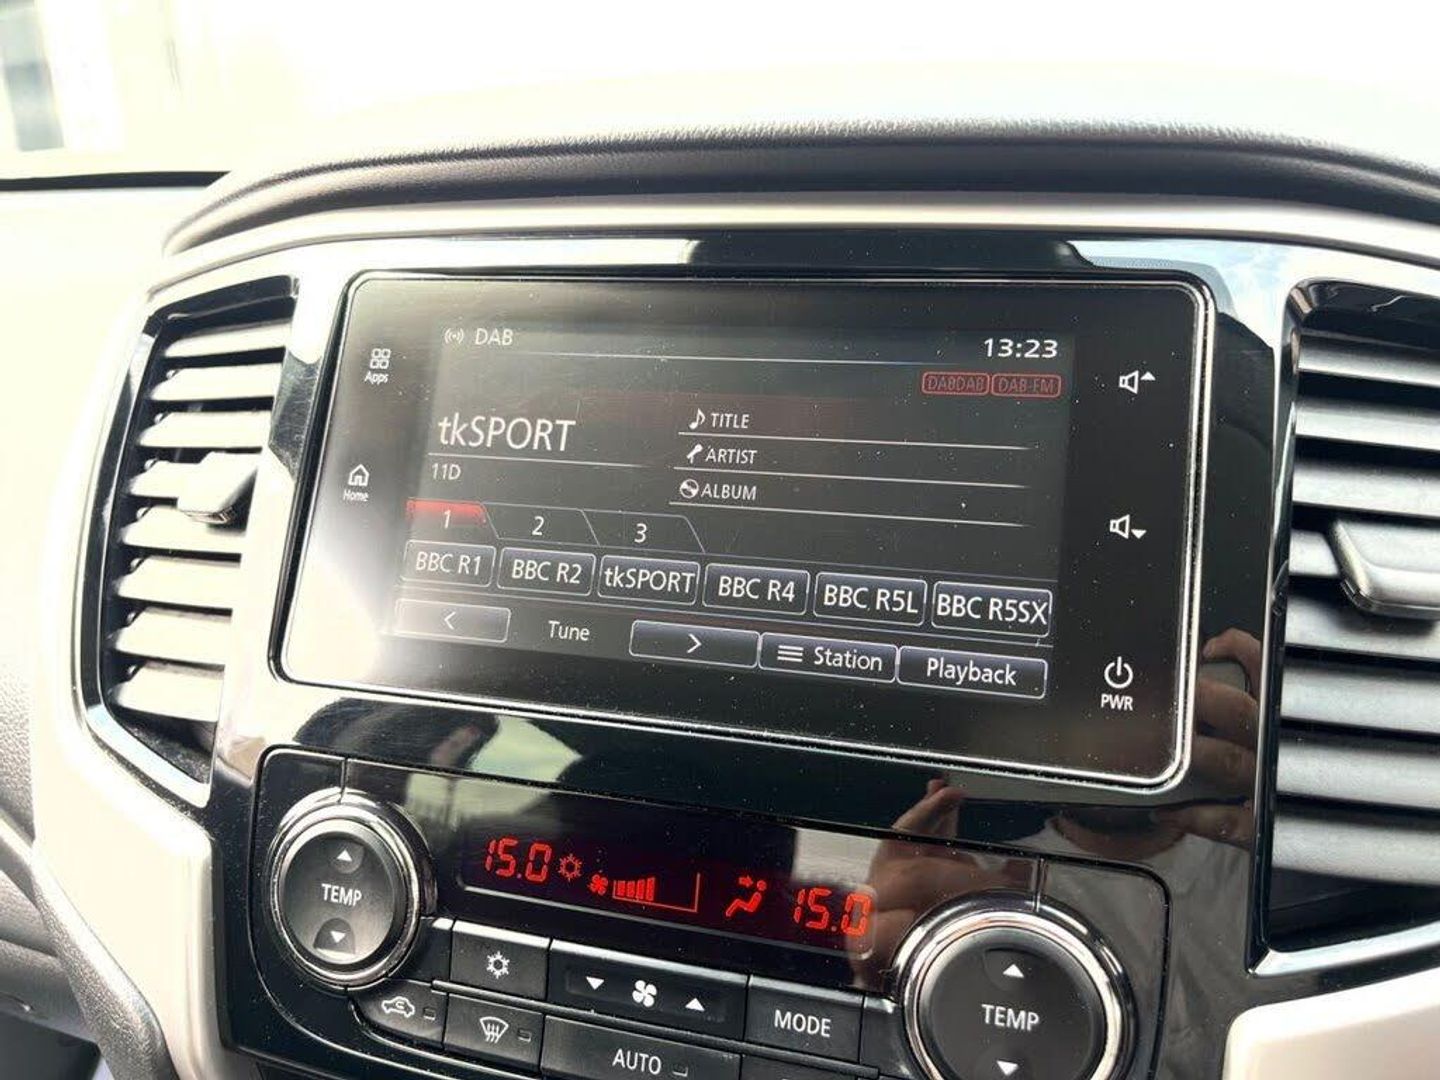 DAB
13:23
Apps
DABDAB DAB-FM
tkSPORT
TITLE
ARTIST
11D
ALBUM
Home
1 2 3
BBC R1 BBC R2 tkSPORT BBC R4 BBC R5L BBC R5SX
< Tune > Station Playback
PWR
15.0 15.0
TEMP
TEMP
MODE
AUTO